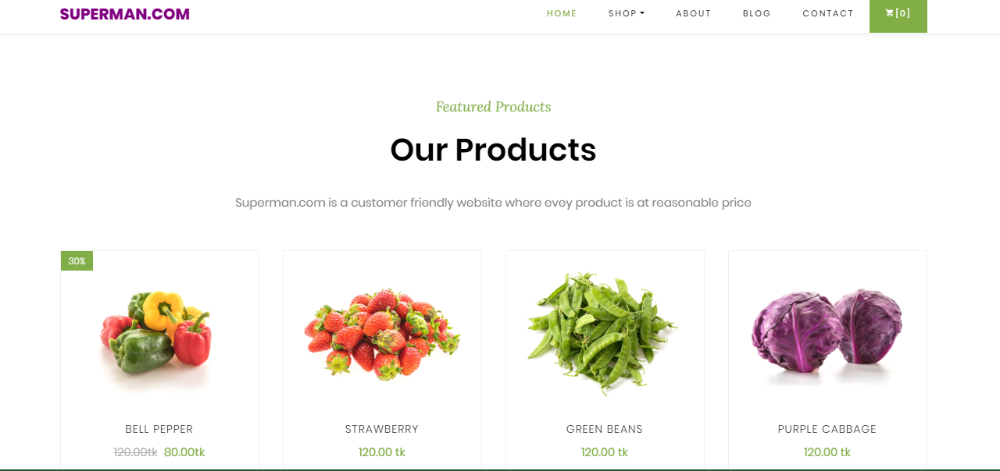 SUPERMAN.COM
HOME SHOP ABOUT BLOG CONTACT [0]
Featured Products
Our Products
Superman.com is a customer friendly website where evey product is at reasonable price
30%
BELL PEPPER STRAWBERRY GREEN BEANS PURPLE CABBAGE
120.00tk 80.00tk 120.00 tk 120.00 tk 120.00 tk